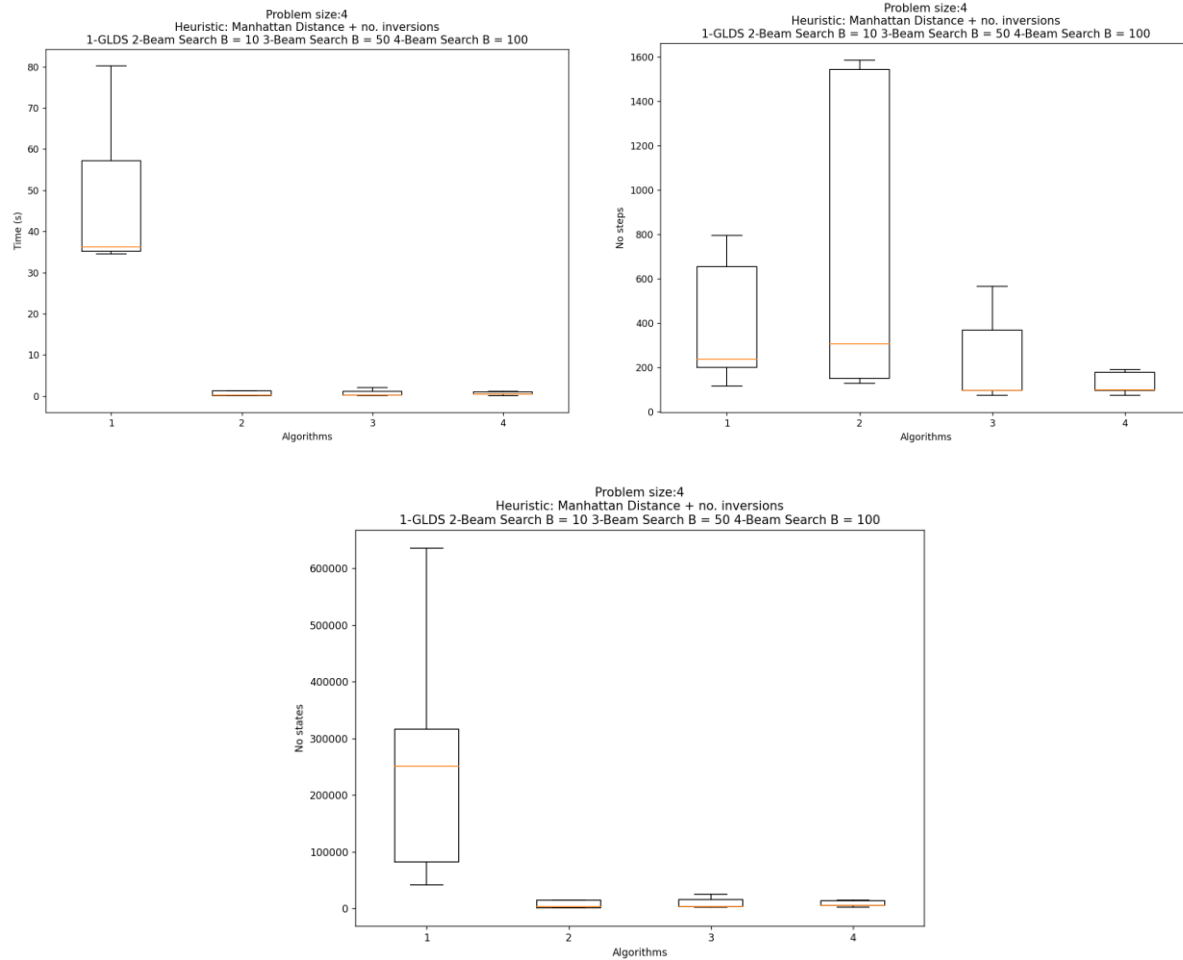 Problem size:4
Heuristic: Manhattan Distance + no. inversions
1-GLDS 2-Beam Search B = 10 3-Beam Search B = 50 4-Beam Search B = 100
80
70
60
50
40
30
20
10
0
Time (s)
1 2 3 4
Algorithms
Problem size:4
Heuristic: Manhattan Distance + no. inversions
1-GLDS 2-Beam Search B = 10 3-Beam Search B = 50 4-Beam Search B = 100
1600
1400
1200
1000
800
600
400
200
0
No steps
1 2 3 4
Algorithms
Problem size:4
Heuristic: Manhattan Distance + no. inversions
1-GLDS 2-Beam Search B = 10 3-Beam Search B = 50 4-Beam Search B = 100
600000
500000
400000
300000
200000
100000
0
No states
1 2 3 4
Algorithms